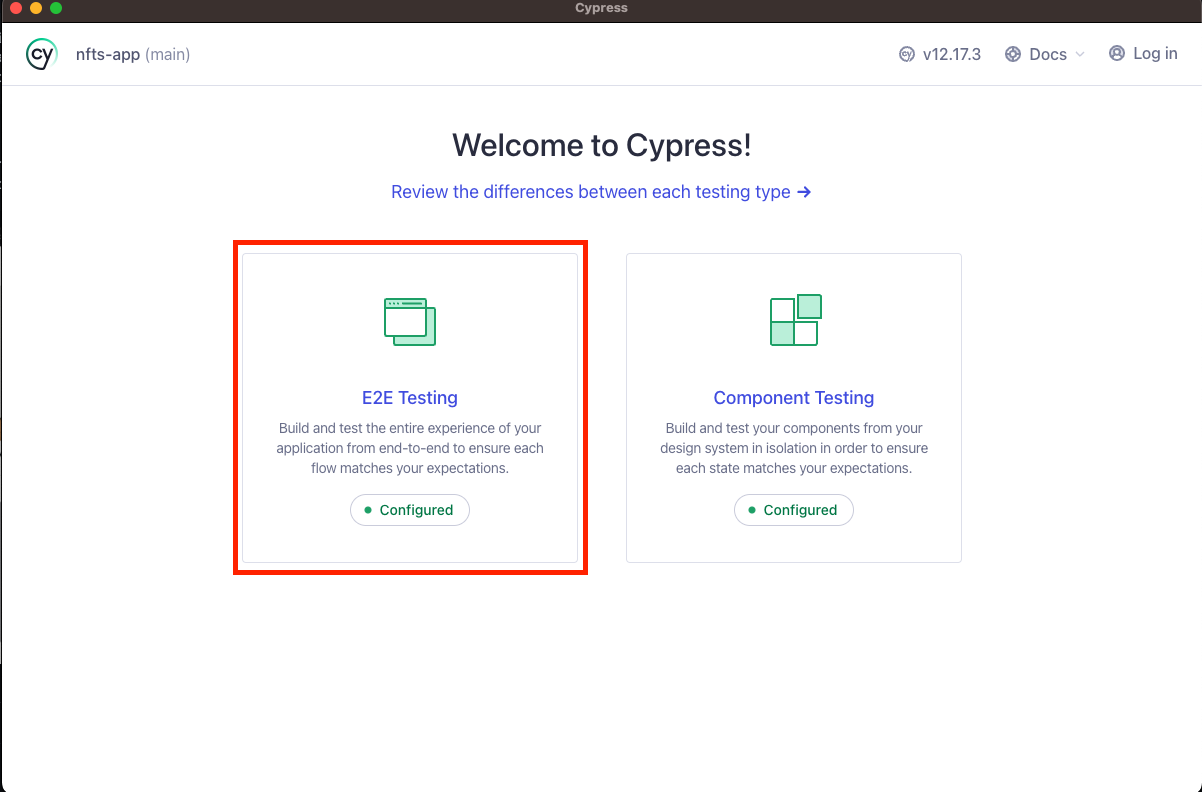 Cypress
cy nfts-app (main)
cy v12.17.3 Docs Log in
Welcome to Cypress!
Review the differences between each testing type →
E2E Testing
Build and test the entire experience of your
application from end-to-end to ensure each
flow matches your expectations.
Configured
Component Testing
Build and test your components from your
design system in isolation in order to ensure
each state matches your expectations.
Configured